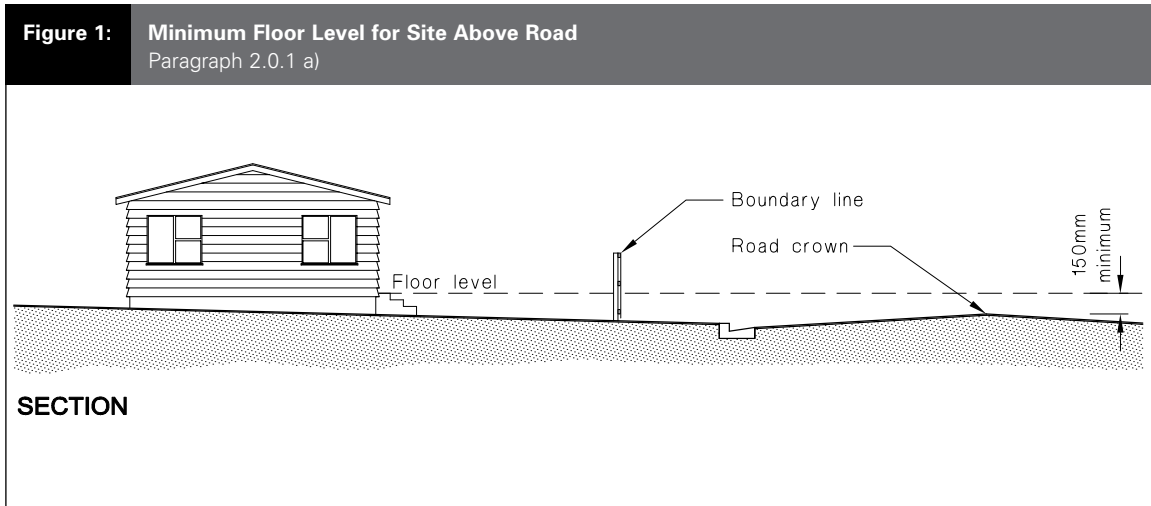 Figure 1:
Minimum Floor Level for Site Above Road
Paragraph 2.0.1 a)
Boundary line
Road crown
150mm
minimum
Floor level
SECTION